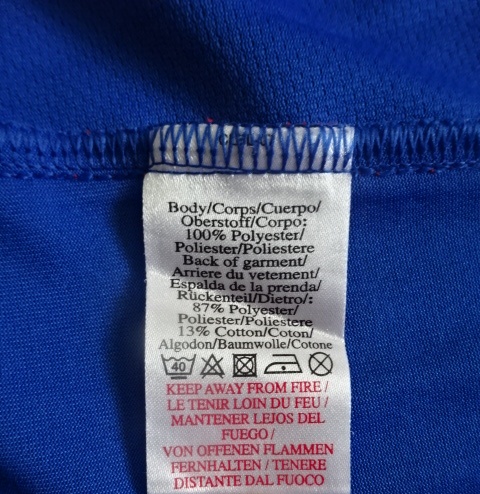 Body/Corps/Cuerpo/
Oberstoff/Corpo:
100% Polyester/
Poliester/Poliestere
Back of garment/
Arriere du vetement/
Espalda de la prenda/
Rückenteil/Dietro/:
87% Polyester/
Poliester/Poliestere
13% Cotton/Coton/
Algodon/Baumwolle/Cotone
40
KEEP AWAY FROM FIRE /
LE TENIR LOIN DU FEU /
MANTENER LEJOS DEL
FUEGO /
VON OFFENEN FLAMMEN
FERNHALTEN / TENERE
DISTANTE DAL FUOCO